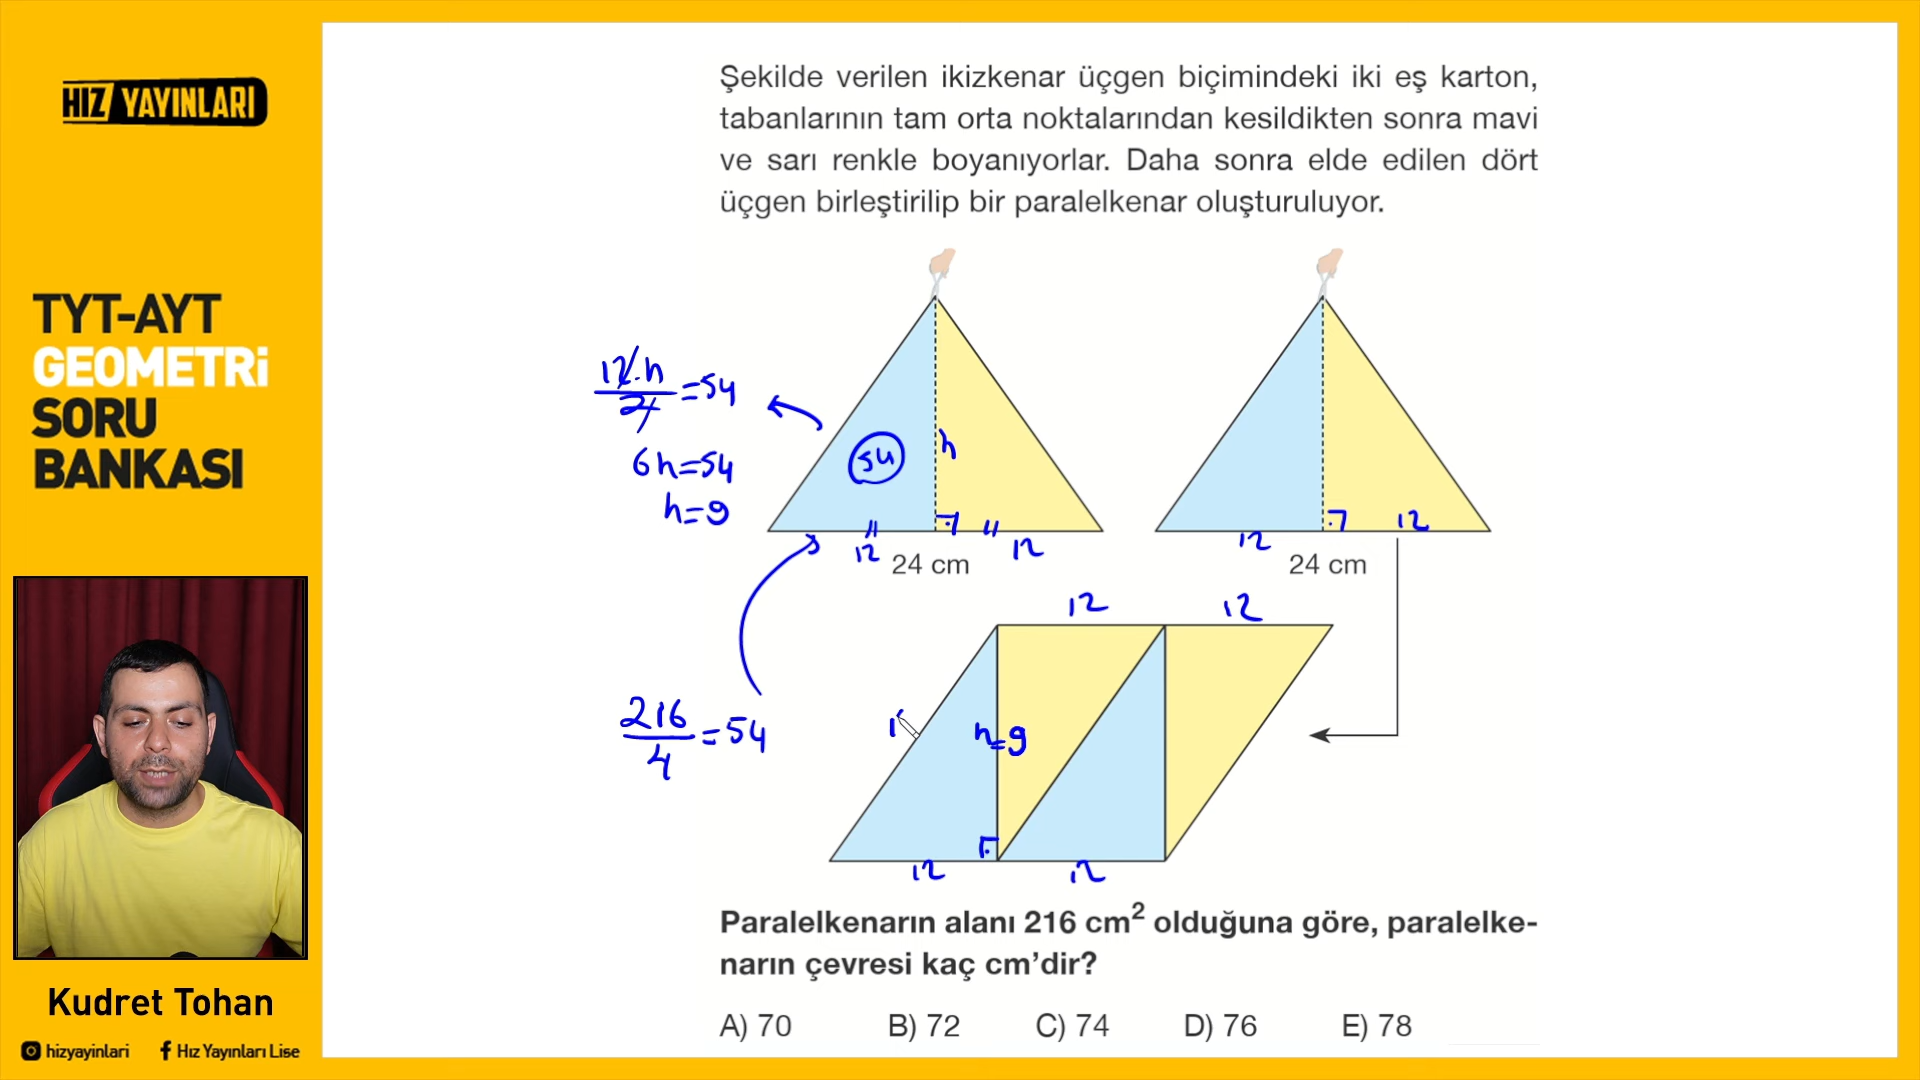 HIZ YAYINLARI
TYT-AYT
GEOMETRİ
SORU
BANKASI
Kudret Tohan
hizyayinlari
Hız Yayınları Lise
Şekilde verilen ikizkenar üçgen biçimindeki iki eş karton,
tabanlarının tam orta noktalarından kesildikten sonra mavi
ve sarı renkle boyanıyorlar. Daha sonra elde edilen dört
üçgen birleştirilip bir paralelkenar oluşturuluyor.
12.h/2=54
6h=54
h=9
54
h
12
12
24 cm
12
12
24 cm
12
12
216/4=54
h=9
12
12
Paralelkenarın alanı 216 cm² olduğuna göre, paralelke-
narın çevresi kaç cm’dir?
A) 70 B) 72 C) 74 D) 76 E) 78